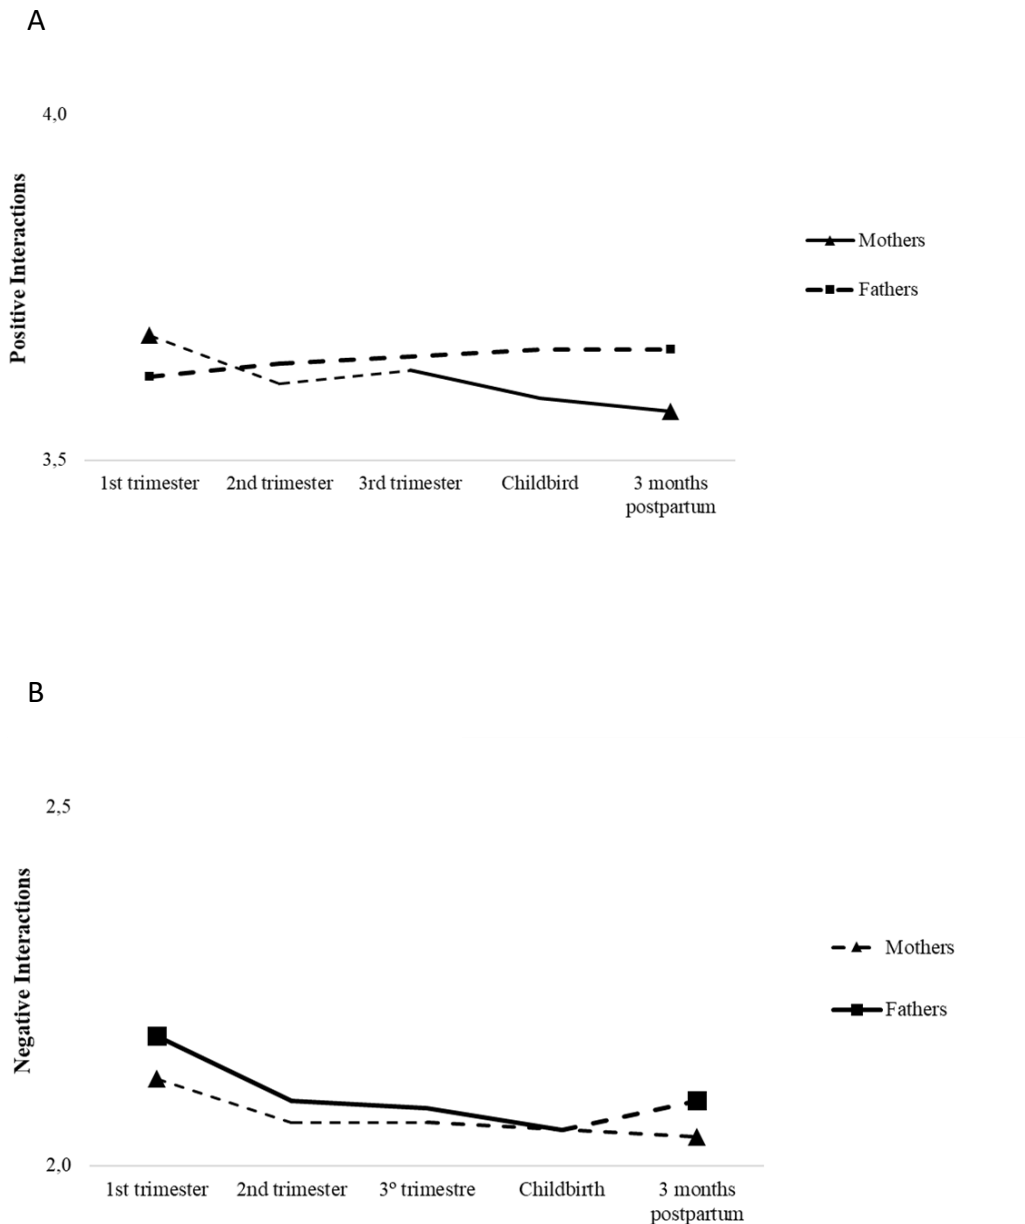 A
4,0
Positive Interactions
Mothers
Fathers
3,5
1st trimester 2nd trimester 3rd trimester Childbird 3 months
postpartum
B
2,5
Negative Interactions
Mothers
Fathers
2,0
1st trimester 2nd trimester 3º trimestre Childbirth 3 months
postpartum